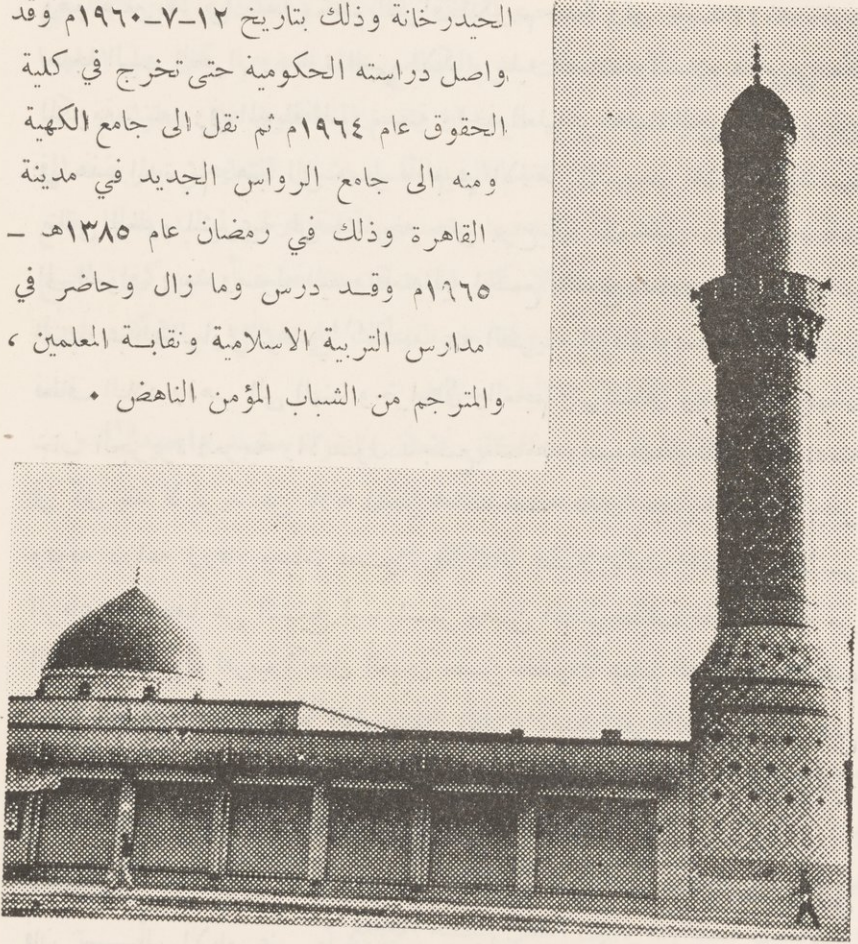 الحيدرخانة وذلك بتاريخ ١٢-٧-١٩٦٠م وقد
واصل دراسته الحكومية حتى تخرج في كلية
الحقوق عام ١٩٦٤م ثم نقل الى جامع الكهية
ومنه الى جامع الرواس الجديد في مدينة
القاهرة وذلك في رمضان عام ١٣٨٥هـ -
١٩٦٥م وقد درس وما زال وحاضر في
مدارس التربية الاسلامية ونقابة المعلمين ،
والمترجم من الشباب المؤمن الناهض .